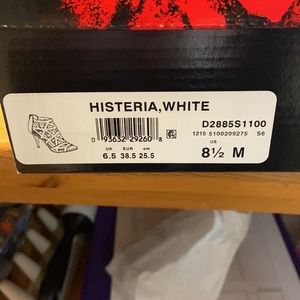 HISTERIA,WHITE
D2885S1100
1215 5100209275 S6
0 93632 29260 8
UK EUR cm
6.5 38.5 25.5
US
8½ M